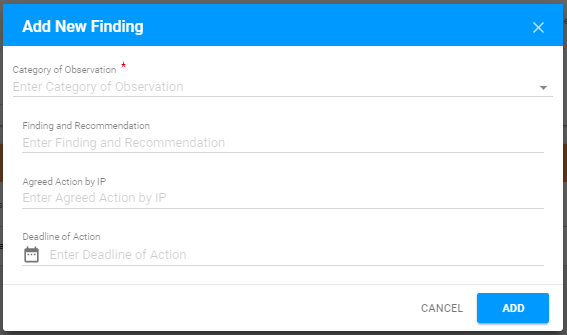 Add New Finding
Category of Observation *
Enter Category of Observation
Finding and Recommendation
Enter Finding and Recommendation
Agreed Action by IP
Enter Agreed Action by IP
Deadline of Action
Enter Deadline of Action
CANCEL ADD